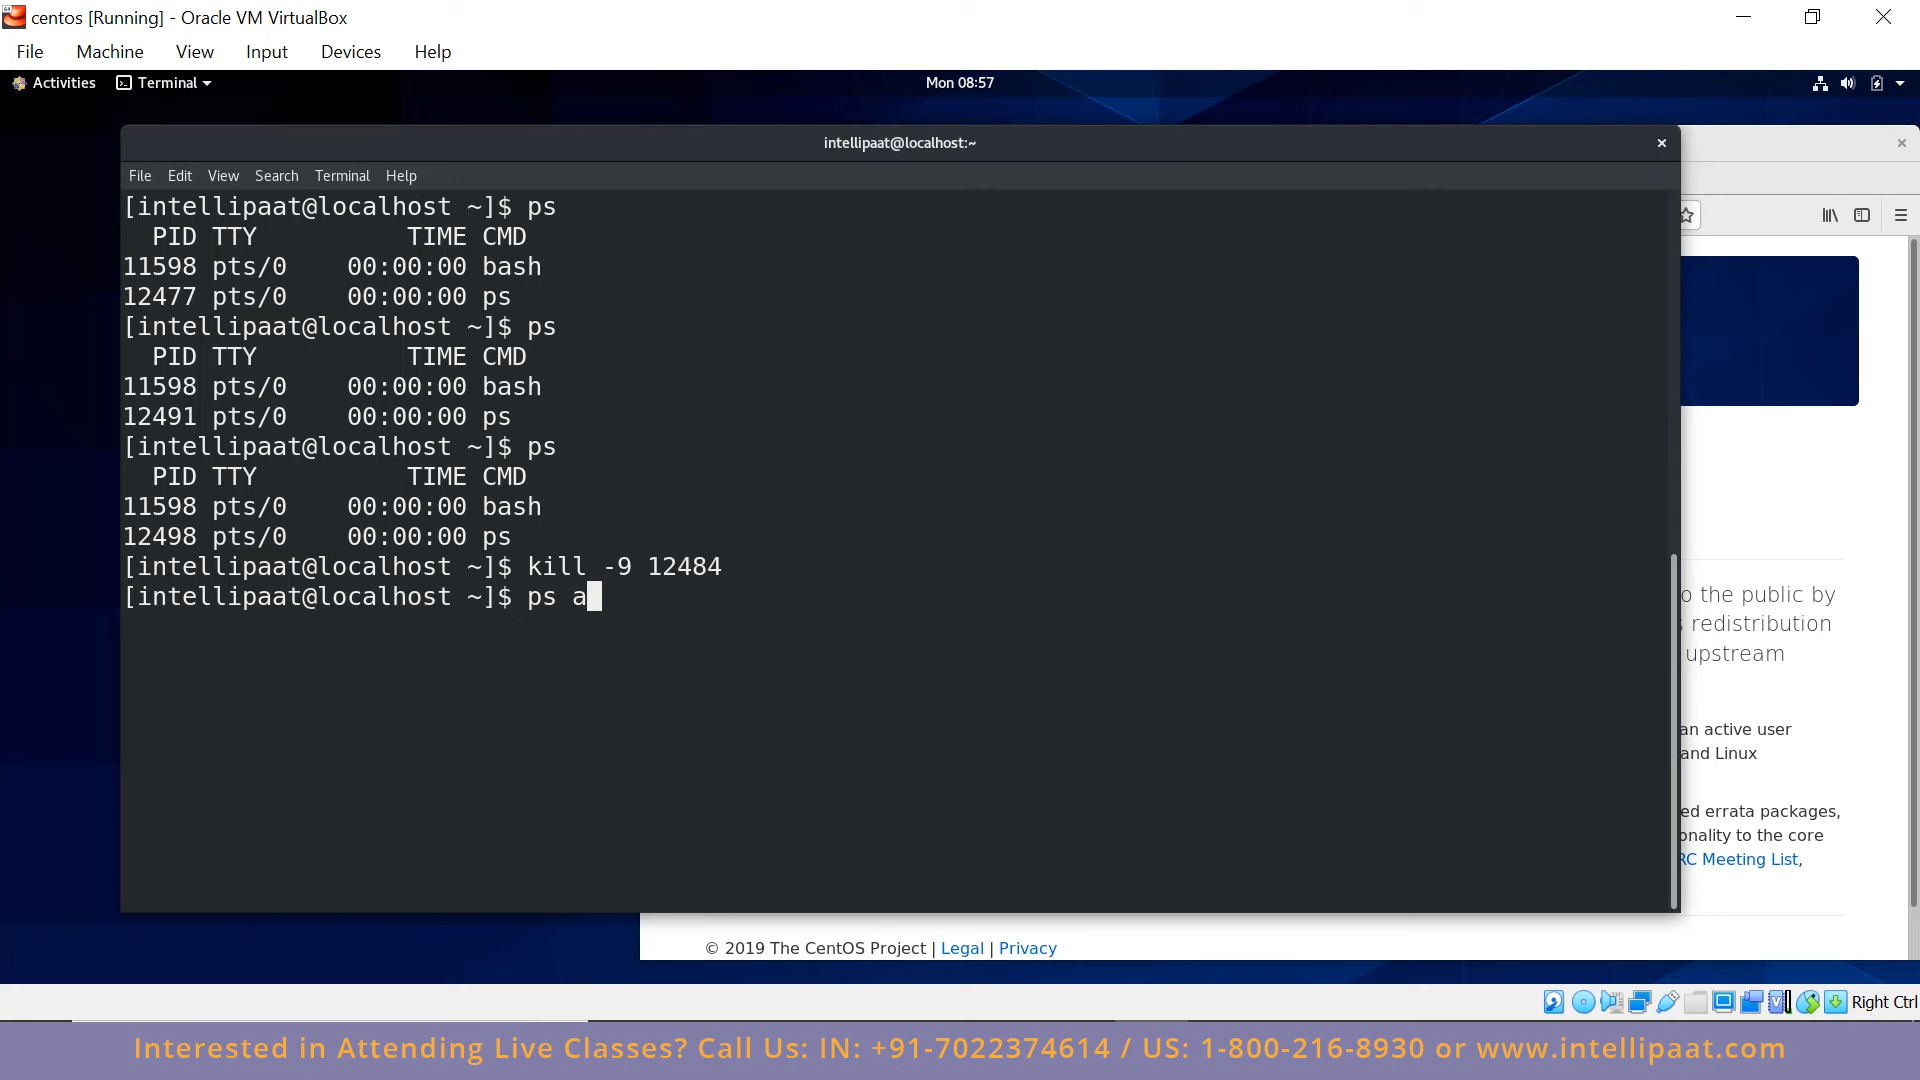 centos [Running] - Oracle VM VirtualBox
File Machine View Input Devices Help
Activities Terminal Mon 08:57
intellipaat@localhost:~
File Edit View Search Terminal Help
[intellipaat@localhost ~]$ ps
PID TTY TIME CMD
11598 pts/0 00:00:00 bash
12477 pts/0 00:00:00 ps
[intellipaat@localhost ~]$ ps
PID TTY TIME CMD
11598 pts/0 00:00:00 bash
12491 pts/0 00:00:00 ps
[intellipaat@localhost ~]$ ps
PID TTY TIME CMD
11598 pts/0 00:00:00 bash
12498 pts/0 00:00:00 ps
[intellipaat@localhost ~]$ kill -9 12484
[intellipaat@localhost ~]$ ps a
o the public by
redistribution
upstream
an active user
and Linux
ed errata packages,
onality to the core
RC Meeting List,
© 2019 The CentOS Project | Legal | Privacy
Right Ctrl
Interested in Attending Live Classes? Call Us: IN: +91-7022374614 / US: 1-800-216-8930 or www.intellipaat.com